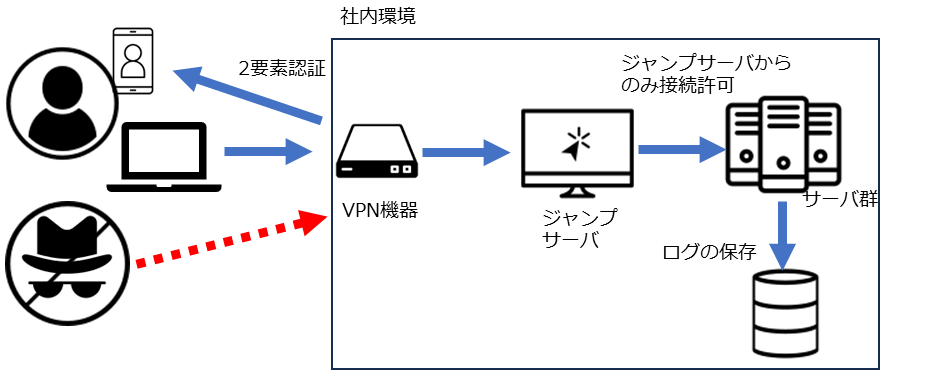 社内環境
2要素認証
ジャンプサーバから
のみ接続許可
VPN機器
ジャンプ
サーバ
サーバ群
ログの保存